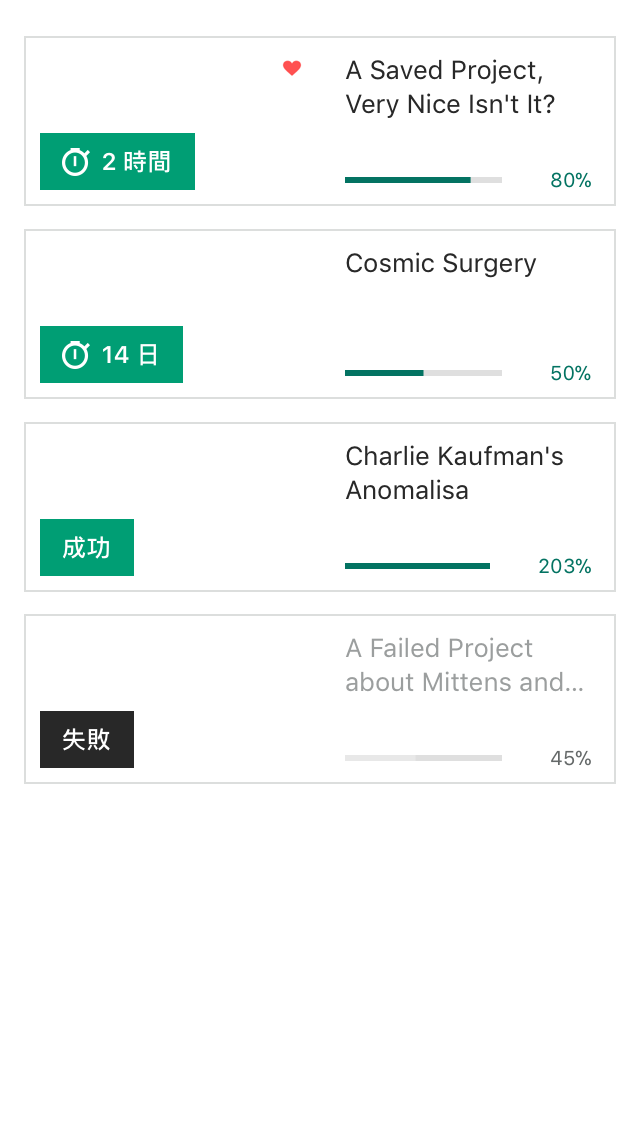 A Saved Project,
Very Nice Isn't It?
2 時間
80%
Cosmic Surgery
14 日
50%
Charlie Kaufman's
Anomalisa
成功
203%
A Failed Project
about Mittens and...
失敗
45%